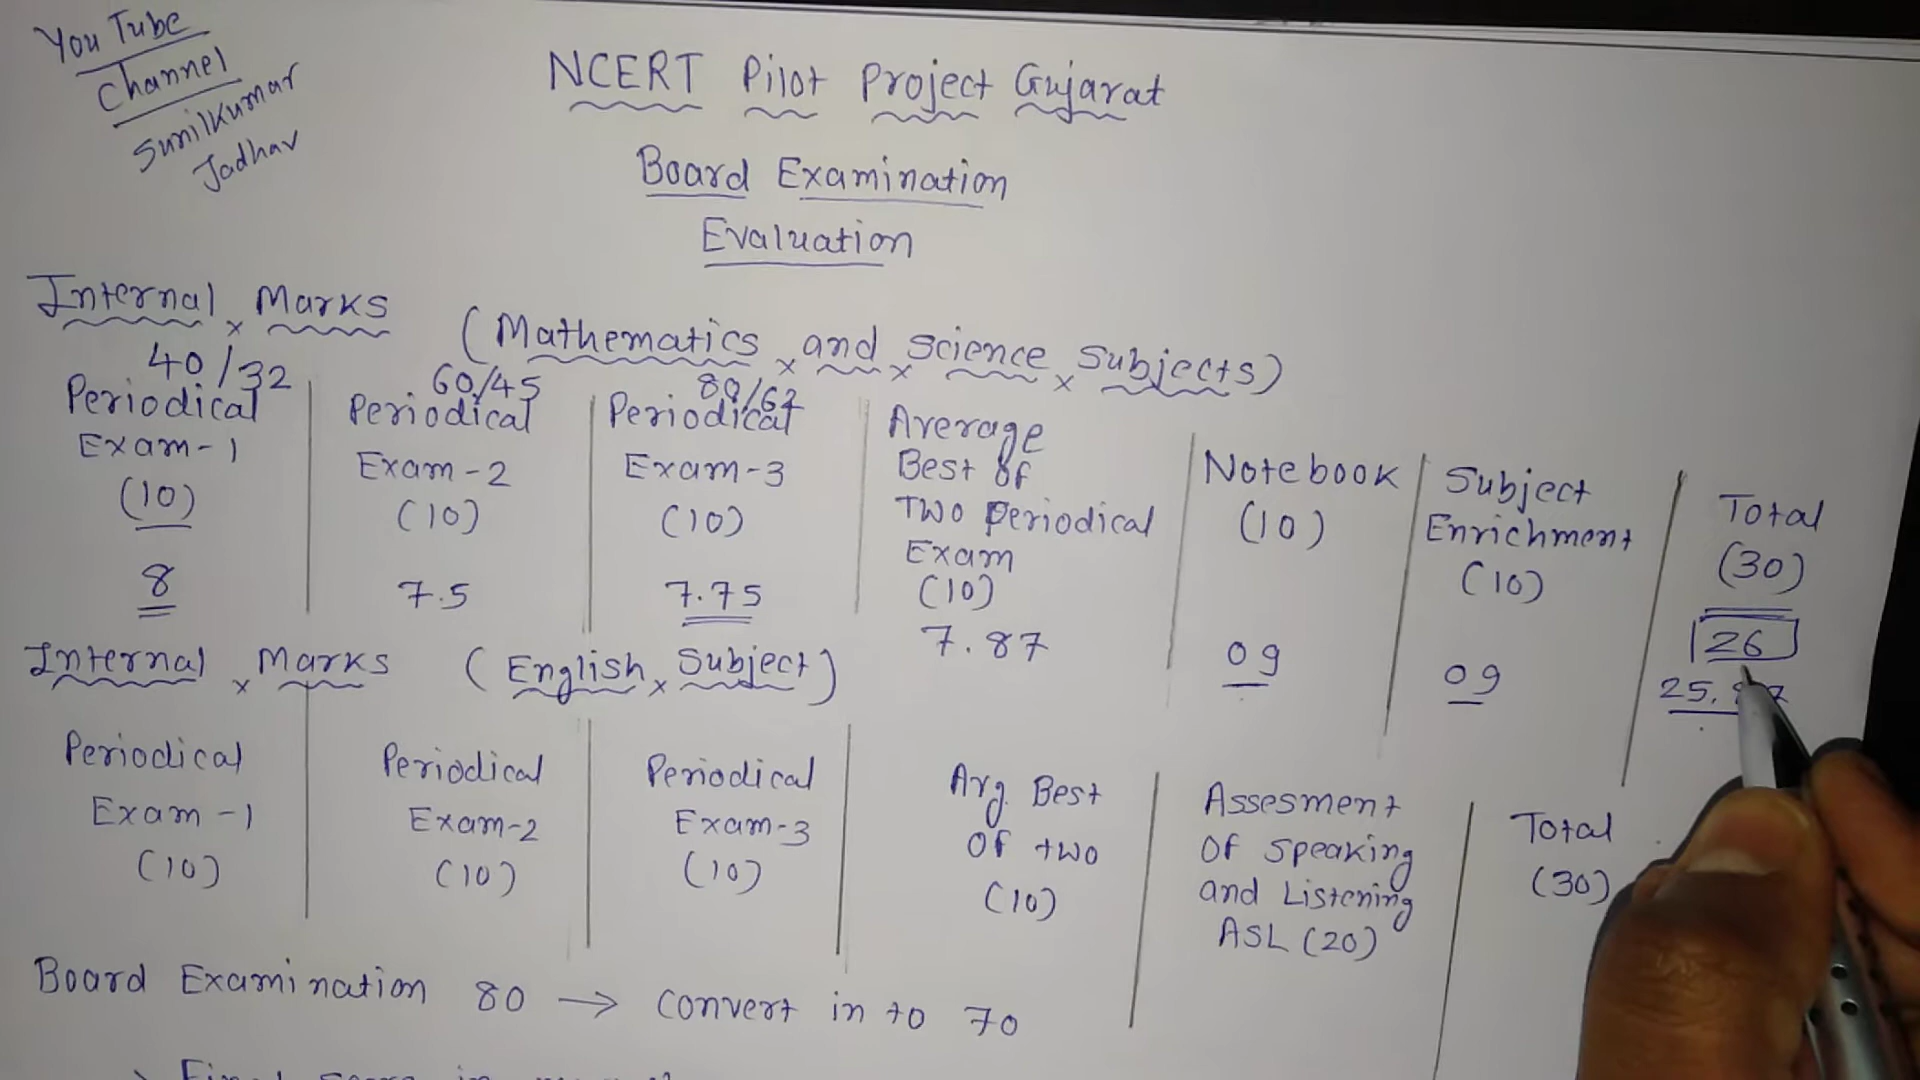 YouTube
Channel
Sunilkumar
Jadhav
NCERT Pilot Project Gujarat
Board Examination
Evaluation
Internal Marks
(Mathematics and Science Subjects)
40/32
Periodical
Exam-1
(10)
8
60/45
Periodical
Exam-2
(10)
7.5
80/62
Periodical
Exam-3
(10)
7.75
Average
Best of
Two Periodical
Exam
(10)
7.87
Notebook
(10)
09
Subject
Enrichment
(10)
09
Total
(30)
26
Internal Marks (English Subject)
Periodical
Exam-1
(10)
Periodical
Exam-2
(10)
Periodical
Exam-3
(10)
Avg. Best
Of two
(10)
Assesment
Of Speaking
and Listening
ASL (20)
Total
(30)
Board Examination 80 → Convert in to 70